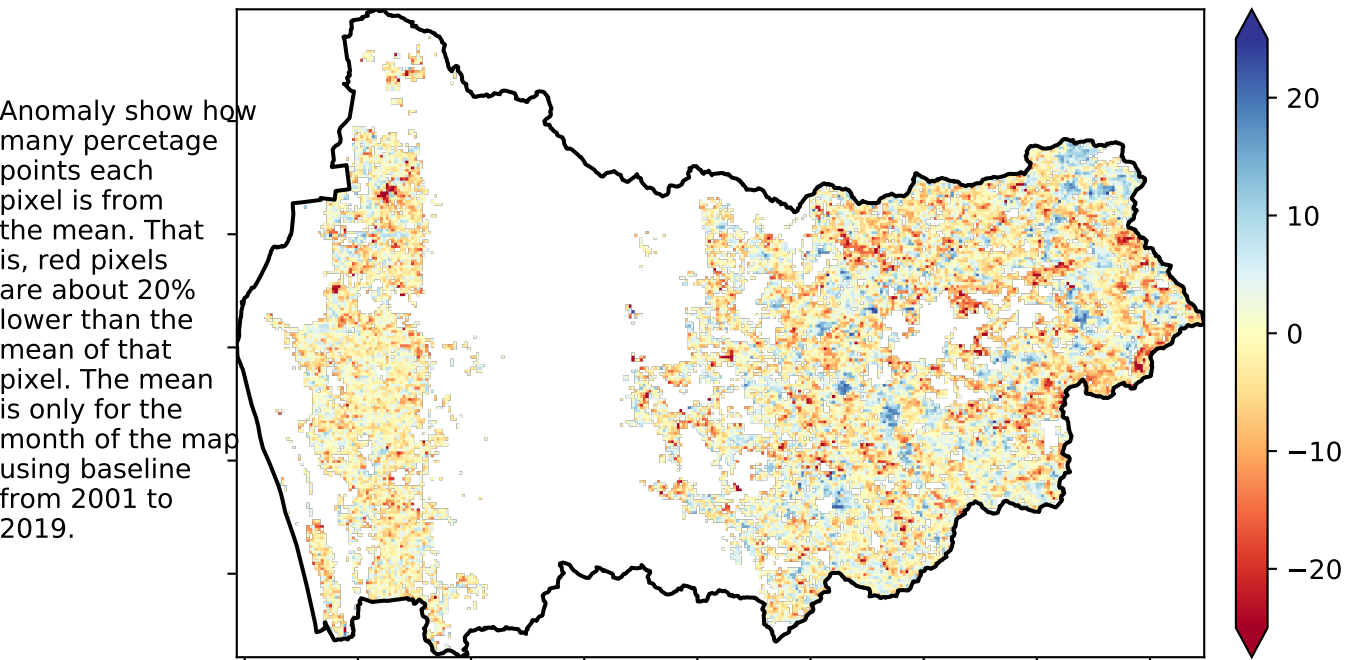 Anomaly show how
many percetage
points each
pixel is from
the mean. That
is, red pixels
are about 20%
lower than the
mean of that
pixel. The mean
is only for the
month of the map
using baseline
from 2001 to
2019.
20
10
0
−10
−20